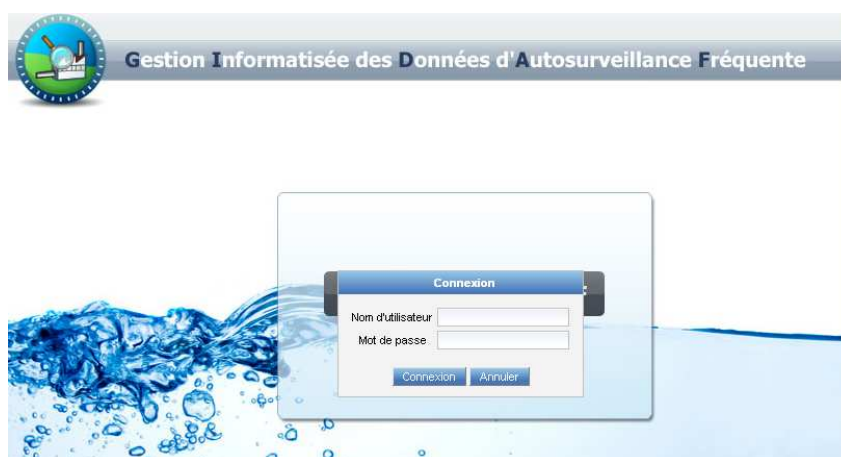 Gestion Informatisée des Données d'Autosurveillance Fréquente
Connexion
Nom d'utilisateur
Mot de passe
Connexion Annuler